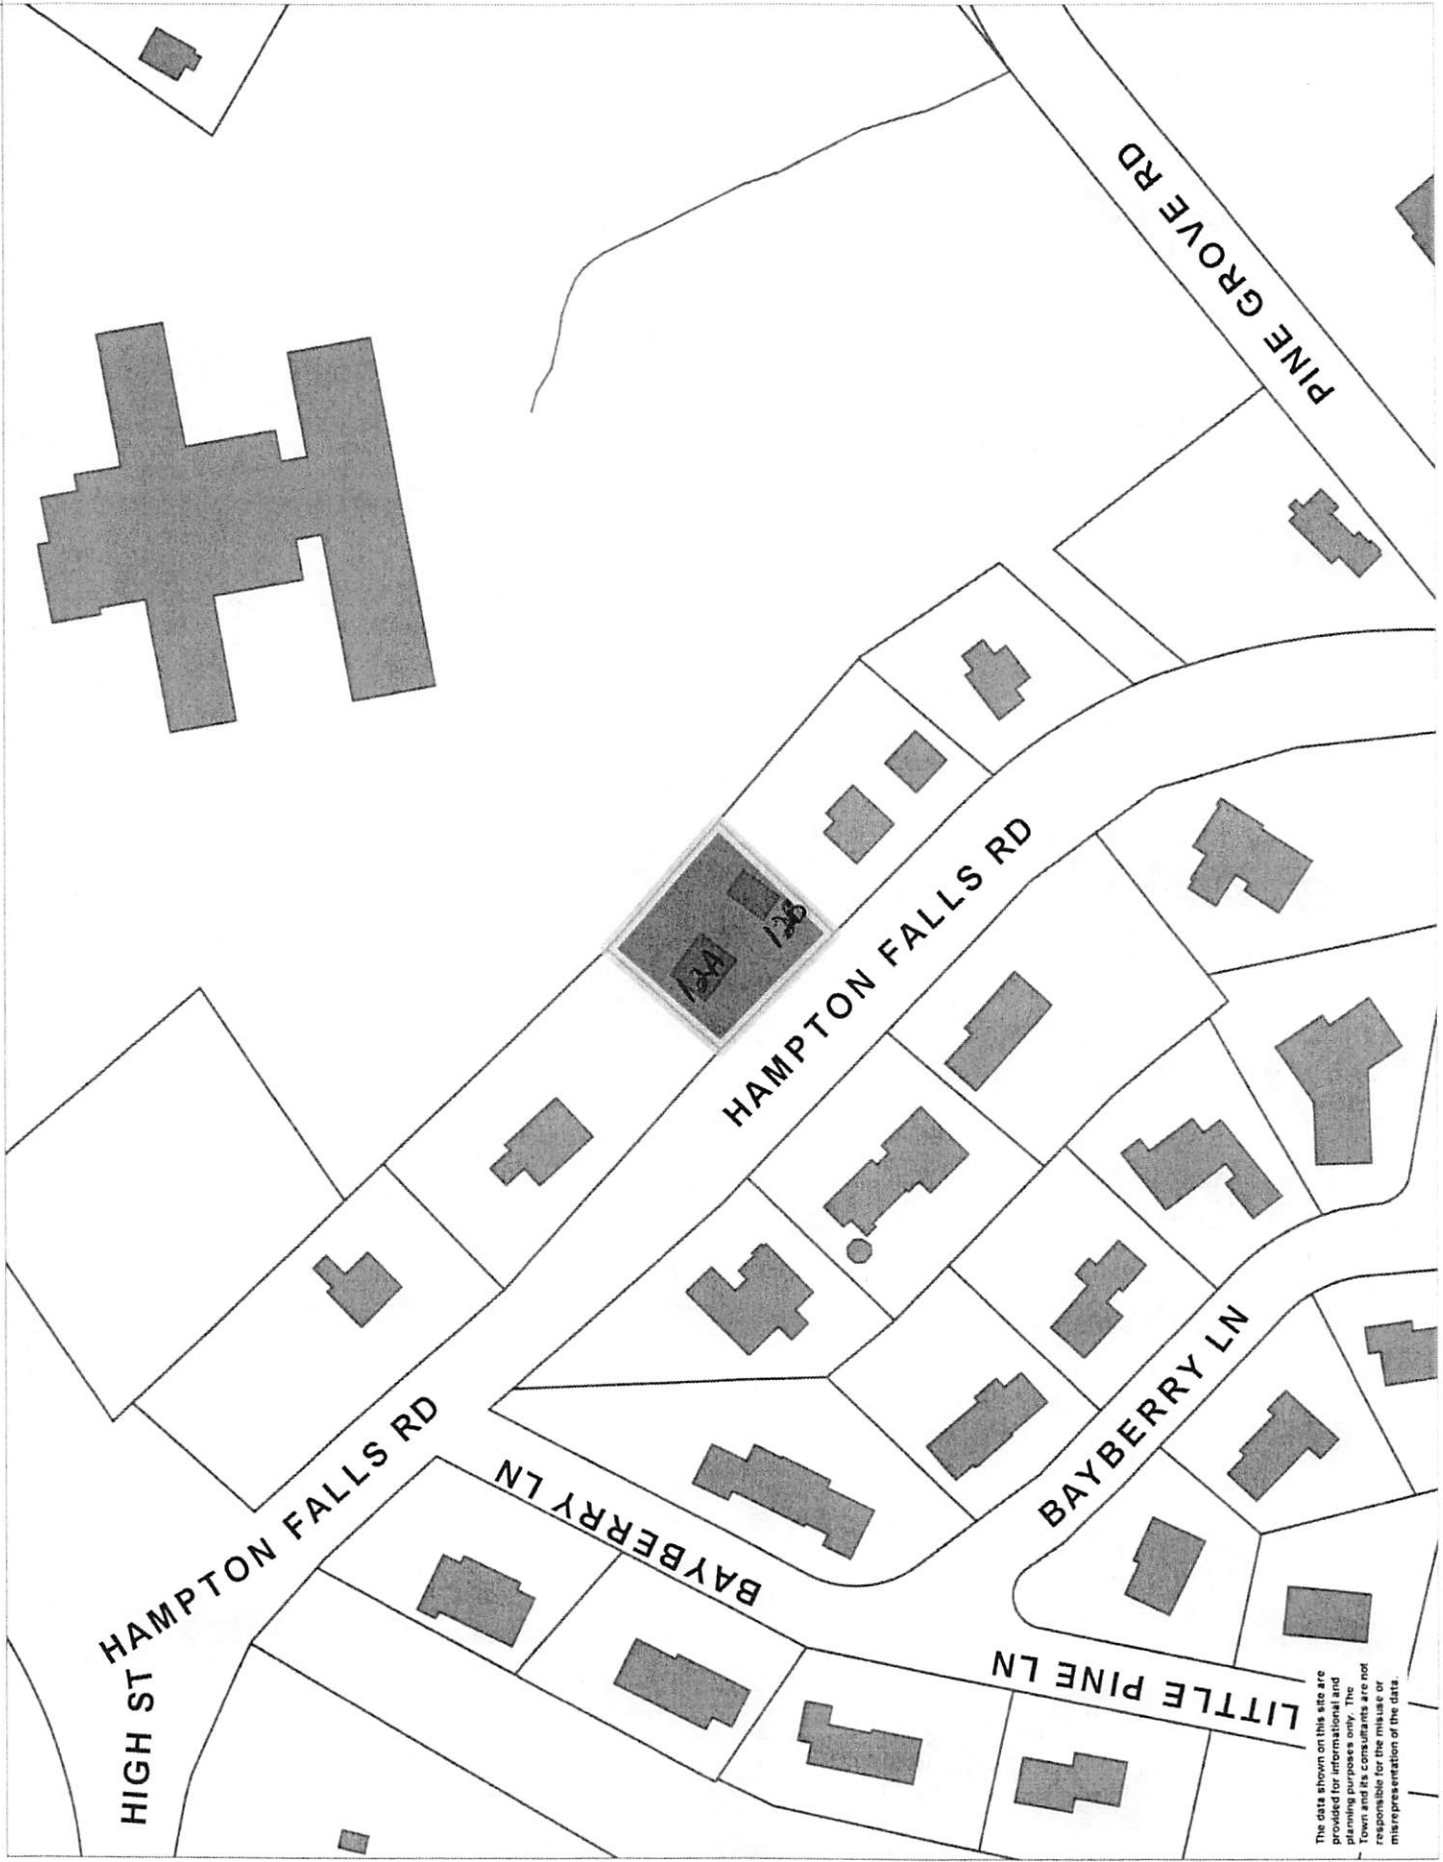 PINE GROVE RD
12A
12B
HAMPTON FALLS RD
HAMPTON FALLS RD
BAYBERRY LN
BAYBERRY LN
LITTLE PINE LN
HIGH ST
The data shown on this site are
provided for informational and
planning purposes only. The
Town and its consultants are not
responsible for the misuse or
misrepresentation of the data.